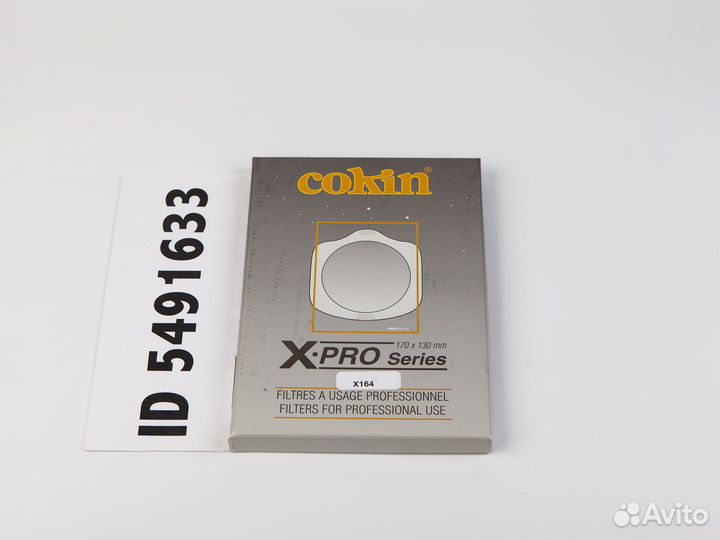 ID 5491633
cokin®
170 x 130 mm
X·PRO Series
X164
FILTRES A USAGE PROFESSIONNEL
FILTERS FOR PROFESSIONAL USE
Avito